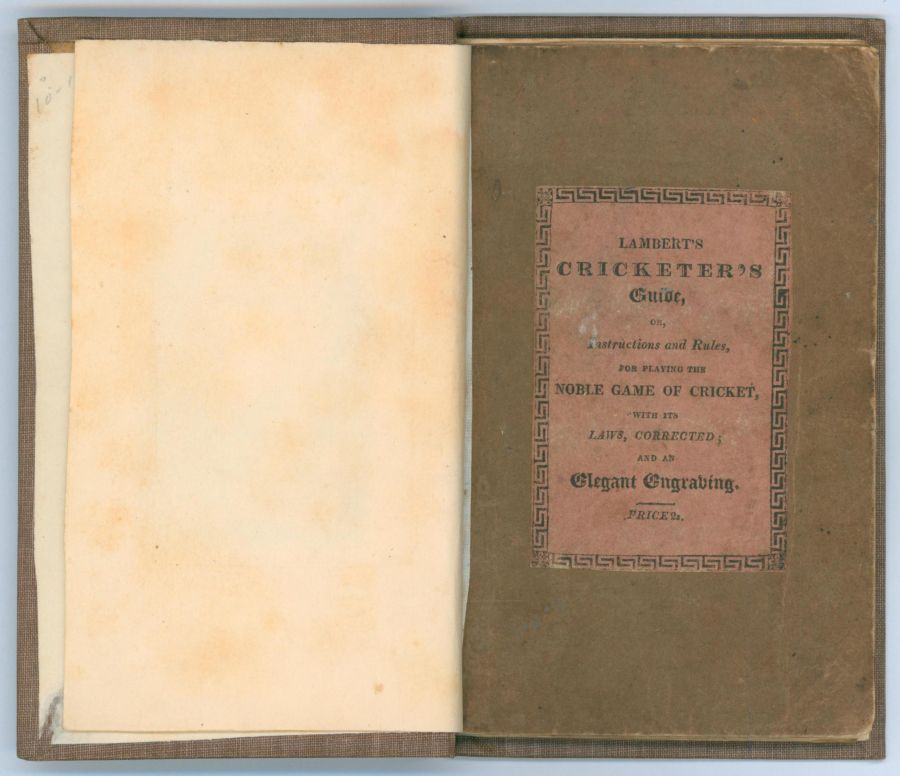 LAMBERT'S
CRICKETER'S
Guide,
OR,
Instructions and Rules,
FOR PLAYING THE
NOBLE GAME OF CRICKET,
WITH ITS
LAWS, CORRECTED;
AND AN
Elegant Engraving.
PRICE 2s.